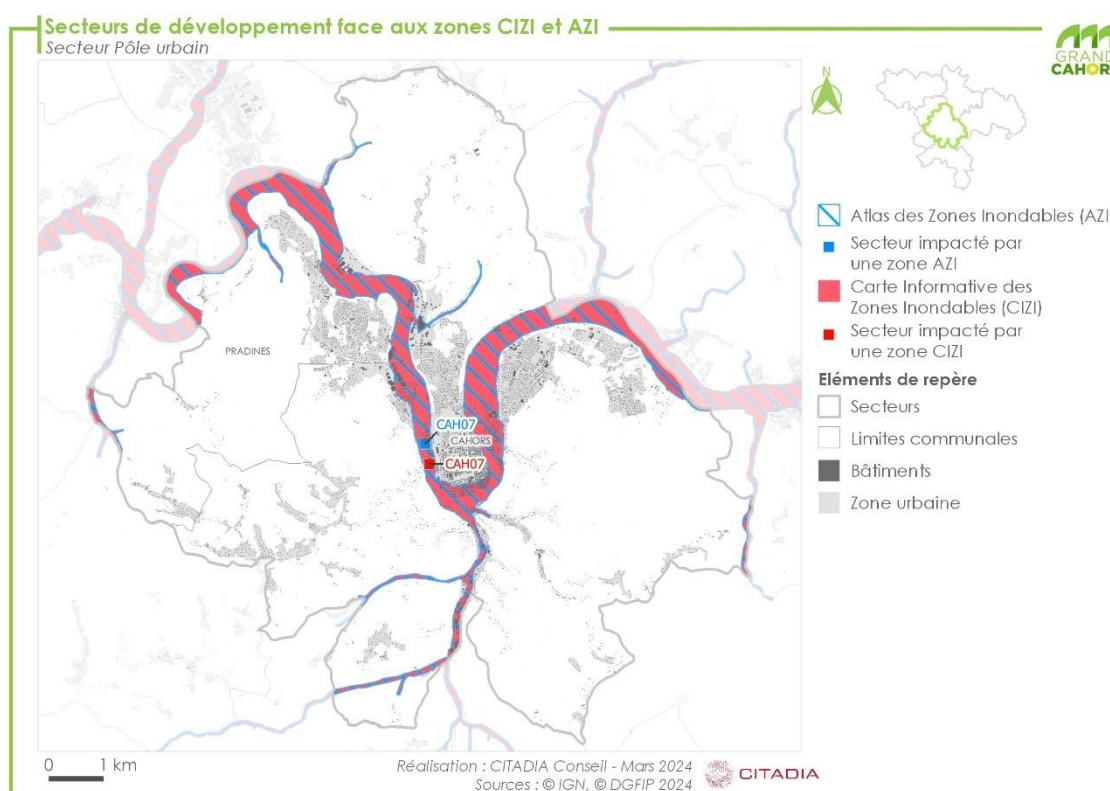 Secteurs de développement face aux zones CIZI et AZI
Secteur Pôle urbain
GRAND
CAHORS
N
Atlas des Zones Inondables (AZI)
Secteur impacté par
une zone AZI
Carte Informative des
Zones Inondables (CIZI)
Secteur impacté par
une zone CIZI
Eléments de repère
Secteurs
Limites communales
Bâtiments
Zone urbaine
PRADINES
CAH07
CAHORS
CAH07
0 1 km
Réalisation : CITADIA Conseil - Mars 2024
Sources : © IGN, © DGFIP 2024
CITADIA